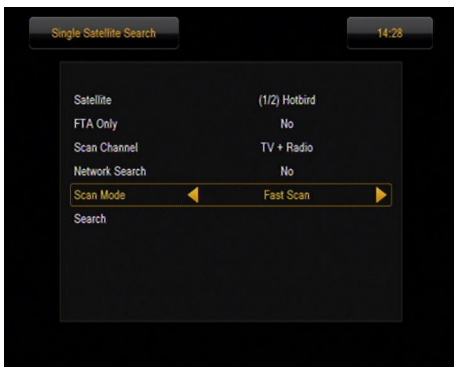 Single Satellite Search 14:28
Satellite (1/2) Hotbird
FTA Only No
Scan Channel TV + Radio
Network Search No
Scan Mode Fast Scan
Search